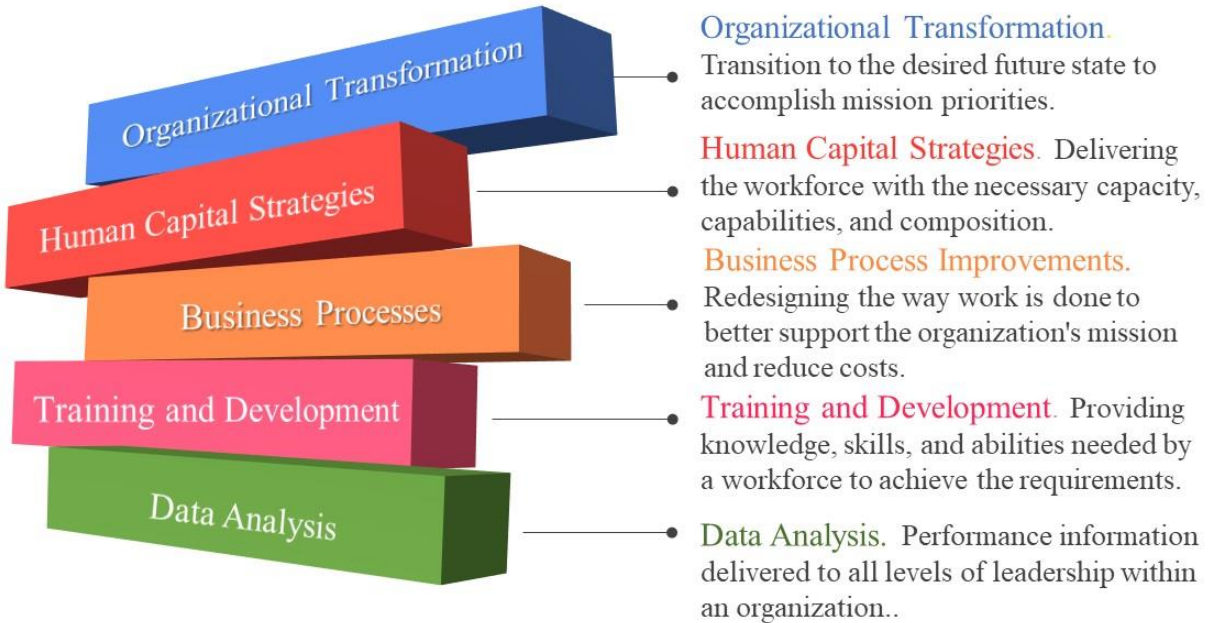 Organizational Transformation
Human Capital Strategies
Business Processes
Training and Development
Data Analysis
Organizational Transformation.
Transition to the desired future state to
accomplish mission priorities.
Human Capital Strategies. Delivering
the workforce with the necessary capacity,
capabilities, and composition.
Business Process Improvements.
Redesigning the way work is done to
better support the organization's mission
and reduce costs.
Training and Development. Providing
knowledge, skills, and abilities needed by
a workforce to achieve the requirements.
Data Analysis. Performance information
delivered to all levels of leadership within
an organization..